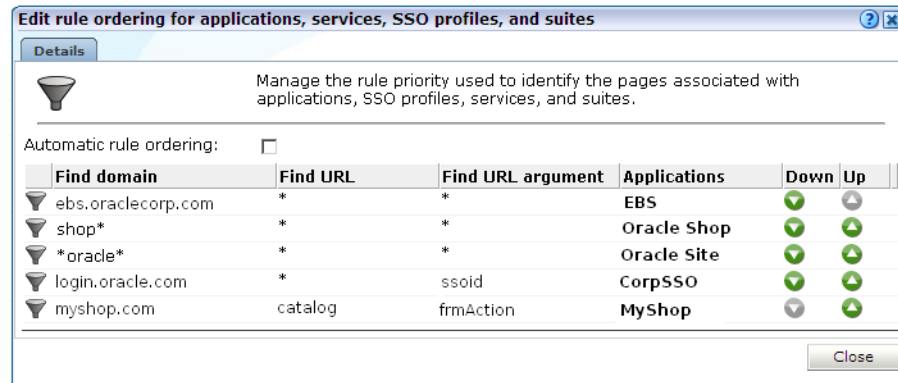 Edit rule ordering for applications, services, SSO profiles, and suites
Details
Manage the rule priority used to identify the pages associated with
applications, SSO profiles, services, and suites.
Automatic rule ordering:
Find domain Find URL Find URL argument Applications Down Up
ebs.oraclecorp.com * * EBS
shop* * * Oracle Shop
*oracle* * * Oracle Site
login.oracle.com * ssoid CorpSSO
myshop.com catalog frmAction MyShop
Close